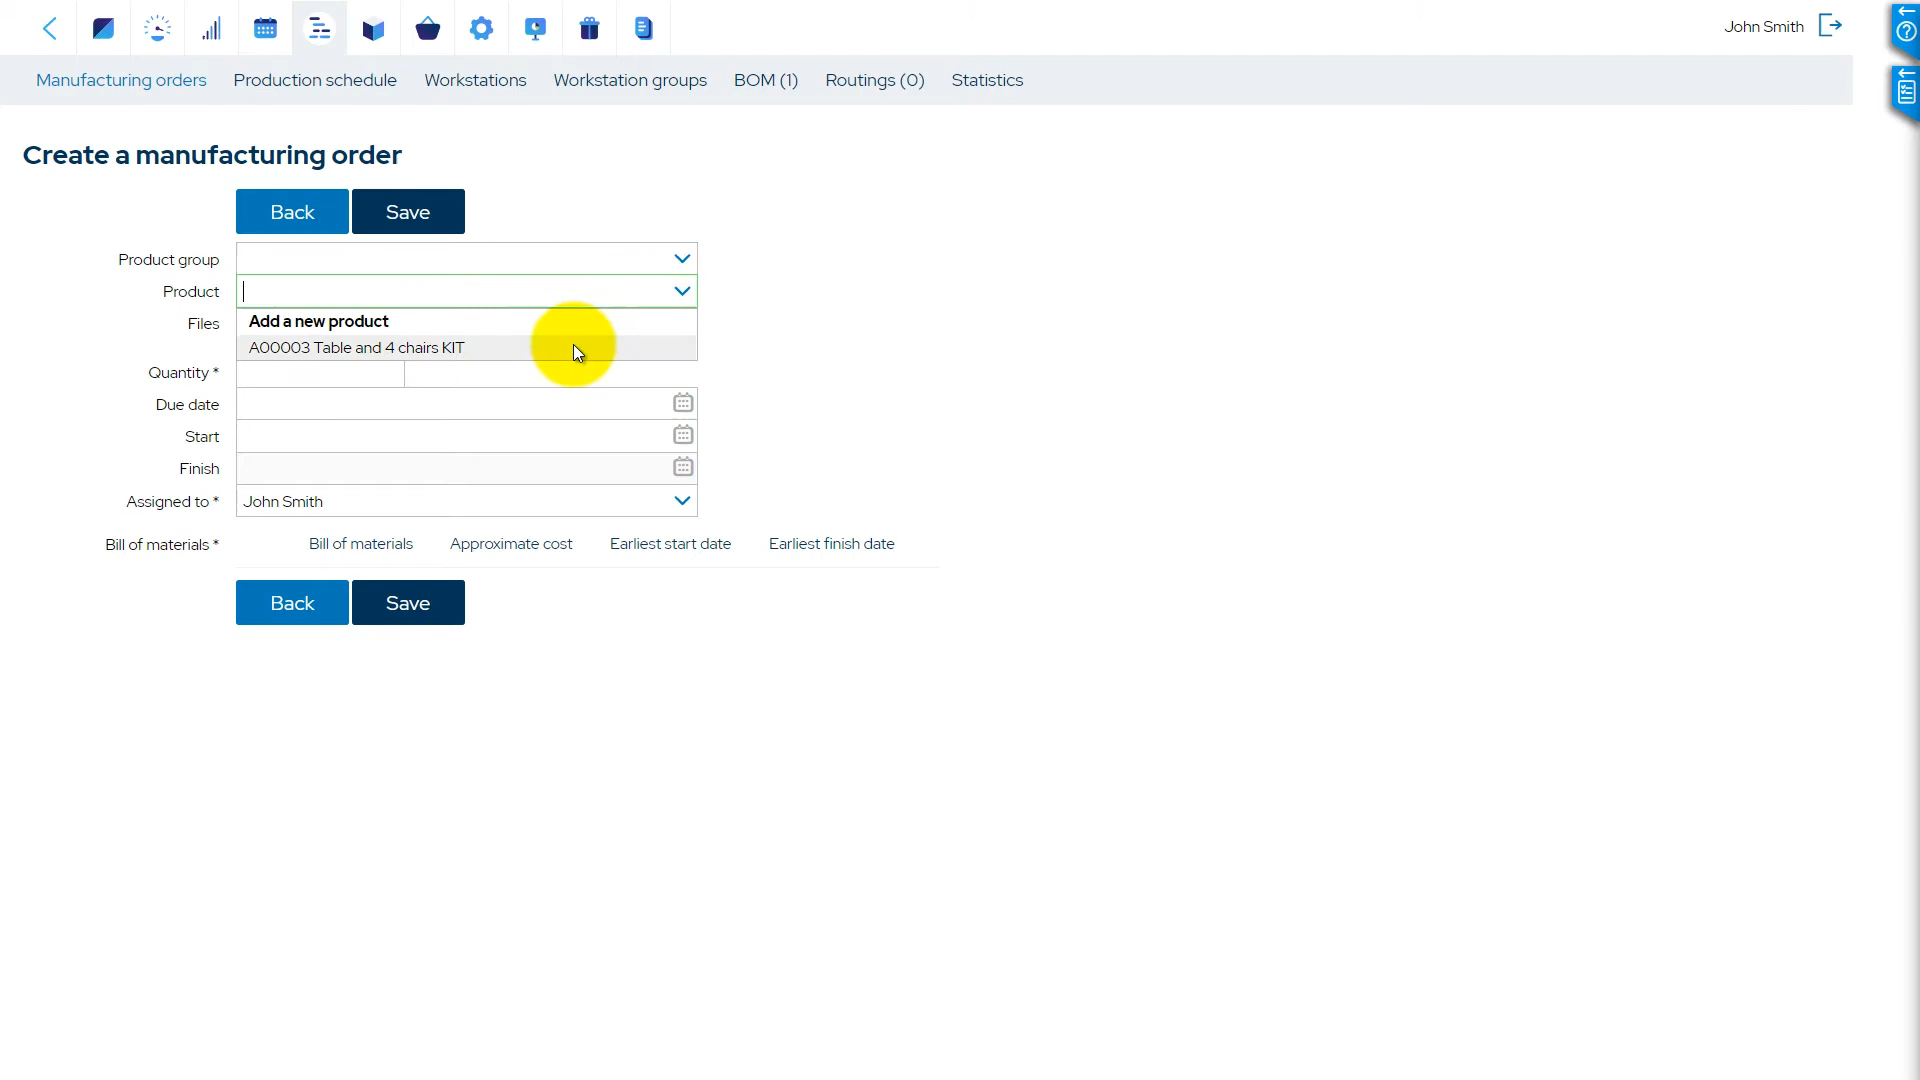 John Smith
Manufacturing orders Production schedule Workstations Workstation groups BOM (1) Routings (0) Statistics
Create a manufacturing order
Back Save
Product group
Product
Files
Add a new product
A00003 Table and 4 chairs KIT
Quantity *
Due date
Start
Finish
Assigned to * John Smith
Bill of materials * Bill of materials Approximate cost Earliest start date Earliest finish date
Back Save